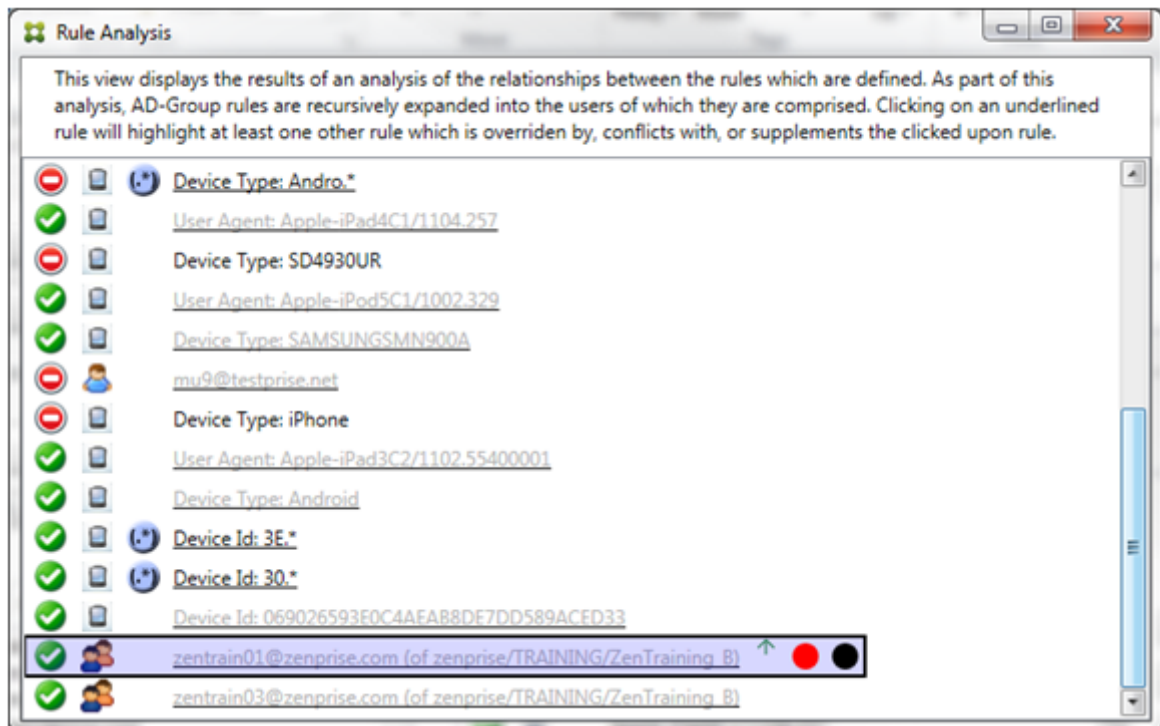 Rule Analysis
This view displays the results of an analysis of the relationships between the rules which are defined. As part of this
analysis, AD-Group rules are recursively expanded into the users of which they are comprised. Clicking on an underlined
rule will highlight at least one other rule which is overriden by, conflicts with, or supplements the clicked upon rule.
(.*) Device Type: Andro.*
User Agent: Apple-iPad4C1/1104.257
Device Type: SD4930UR
User Agent: Apple-iPod5C1/1002.329
Device Type: SAMSUNGSMN900A
mu9@testprise.net
Device Type: iPhone
User Agent: Apple-iPad3C2/1102.55400001
Device Type: Android
(.*) Device Id: 3E.*
(.*) Device Id: 30.*
Device Id: 069026593E0C4AEAB8DE7DD589ACED33
zentrain01@zenprise.com (of zenprise/TRAINING/ZenTraining_B)
zentrain03@zenprise.com (of zenprise/TRAINING/ZenTraining_B)